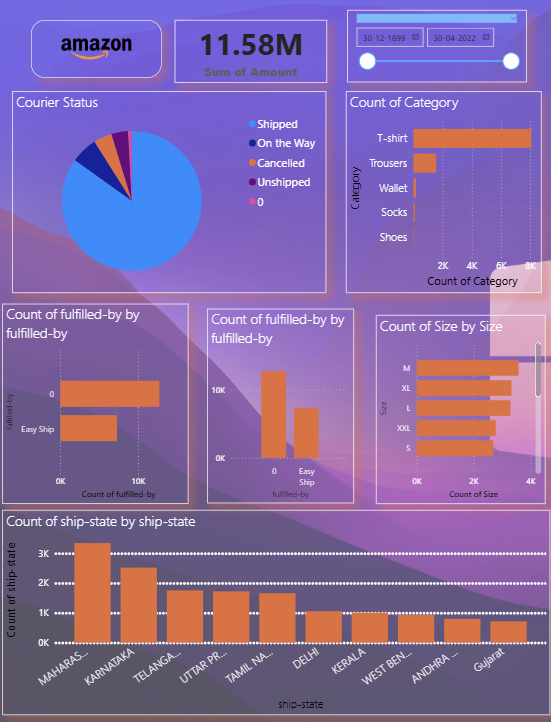 amazon
11.58M
Sum of Amount
30-12-1899
30-04-2022
Courier Status
Shipped
On the Way
Cancelled
Unshipped
0
Count of Category
Category
T-shirt
Trousers
Wallet
Socks
Shoes
2K 4K 6K 8K
Count of Category
Count of fulfilled-by by
fulfilled-by
fulfilled-by
0
Easy Ship
0K 10K
Count of fulfilled-by
Count of fulfilled-by by
fulfilled-by
10K
0K
0 Easy
Ship
fulfilled-by
Count of Size by Size
Size
M
XL
L
XXL
S
0K 2K 4K
Count of Size
Count of ship-state by ship-state
Count of ship-state
3K
2K
1K
0K
MAHARAS... KARNATAKA TELANGA... UTTAR PR... TAMIL NA... DELHI KERALA WEST BEN... ANDHRA ... Gujarat
ship-state